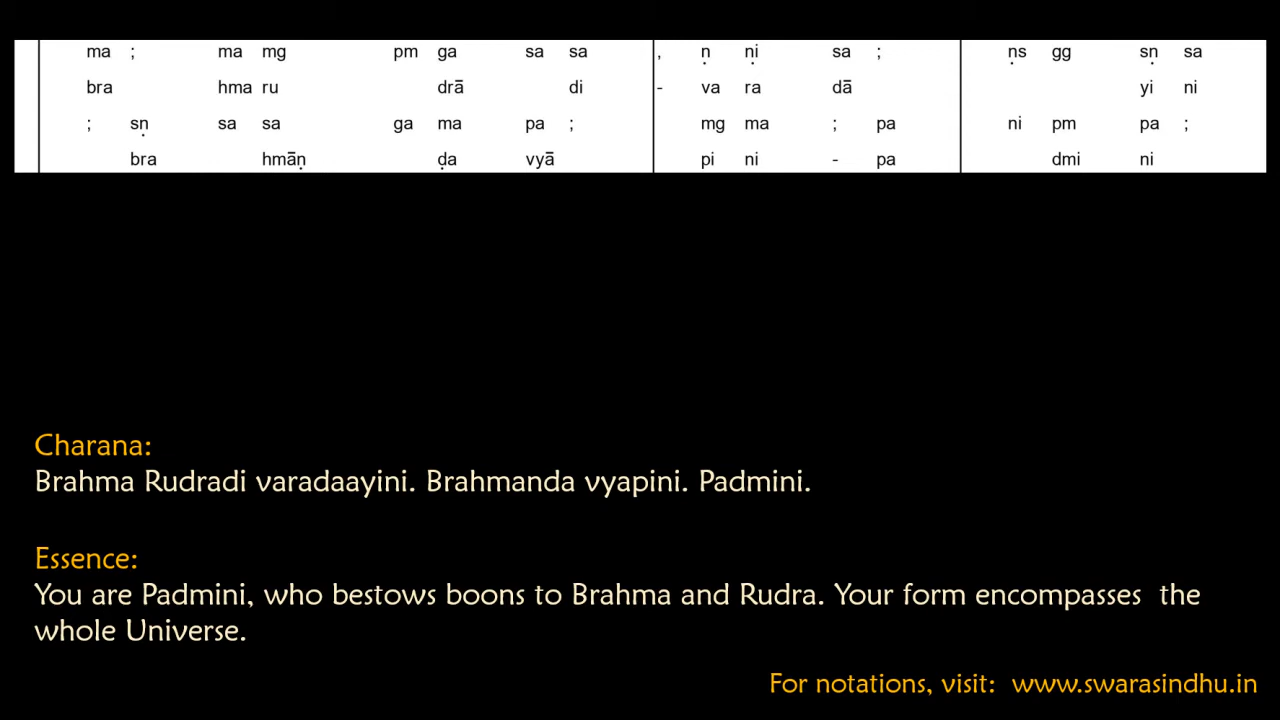 ma ; ma mg pm ga sa sa , ṇ ṇi sa ; ṇs gg sṇ sa
bra hma ru drā di - va ra dā yi ni
; sṇ sa sa ga ma pa ; mg ma ; pa ni pm pa ;
bra hmāṇ ḍa vyā pi ni - pa dmi ni
Charana:
Brahma Rudradi varadaayini. Brahmanda vyapini. Padmini.
Essence:
You are Padmini, who bestows boons to Brahma and Rudra. Your form encompasses the
whole Universe.
For notations, visit: www.swarasindhu.in